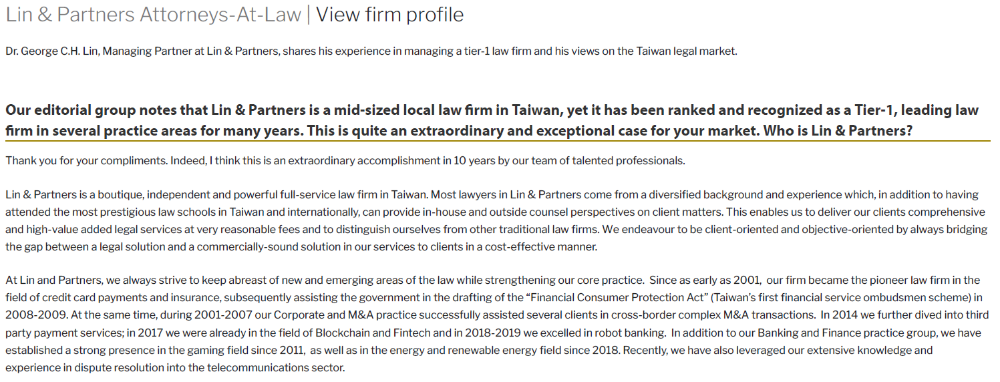 Lin & Partners Attorneys-At-Law | View firm profile
Dr. George C.H. Lin, Managing Partner at Lin & Partners, shares his experience in managing a tier-1 law firm and his views on the Taiwan legal market.
Our editorial group notes that Lin & Partners is a mid-sized local law firm in Taiwan, yet it has been ranked and recognized as a Tier-1, leading law
firm in several practice areas for many years. This is quite an extraordinary and exceptional case for your market. Who is Lin & Partners?
Thank you for your compliments. Indeed, I think this is an extraordinary accomplishment in 10 years by our team of talented professionals.
Lin & Partners is a boutique, independent and powerful full-service law firm in Taiwan. Most lawyers in Lin & Partners come from a diversified background and experience which, in addition to having
attended the most prestigious law schools in Taiwan and internationally, can provide in-house and outside counsel perspectives on client matters. This enables us to deliver our clients comprehensive
and high-value added legal services at very reasonable fees and to distinguish ourselves from other traditional law firms. We endeavour to be client-oriented and objective-oriented by always bridging
the gap between a legal solution and a commercially-sound solution in our services to clients in a cost-effective manner.
At Lin and Partners, we always strive to keep abreast of new and emerging areas of the law while strengthening our core practice.  Since as early as 2001,  our firm became the pioneer law firm in the
field of credit card payments and insurance, subsequently assisting the government in the drafting of the “Financial Consumer Protection Act” (Taiwan’s first financial service ombudsmen scheme) in
2008-2009. At the same time, during 2001-2007 our Corporate and M&A practice successfully assisted several clients in cross-border complex M&A transactions.  In 2014 we further dived into third
party payment services; in 2017 we were already in the field of Blockchain and Fintech and in 2018-2019 we excelled in robot banking.  In addition to our Banking and Finance practice group, we have
established a strong presence in the gaming field since 2011,  as well as in the energy and renewable energy field since 2018. Recently, we have also leveraged our extensive knowledge and
experience in dispute resolution into the telecommunications sector.